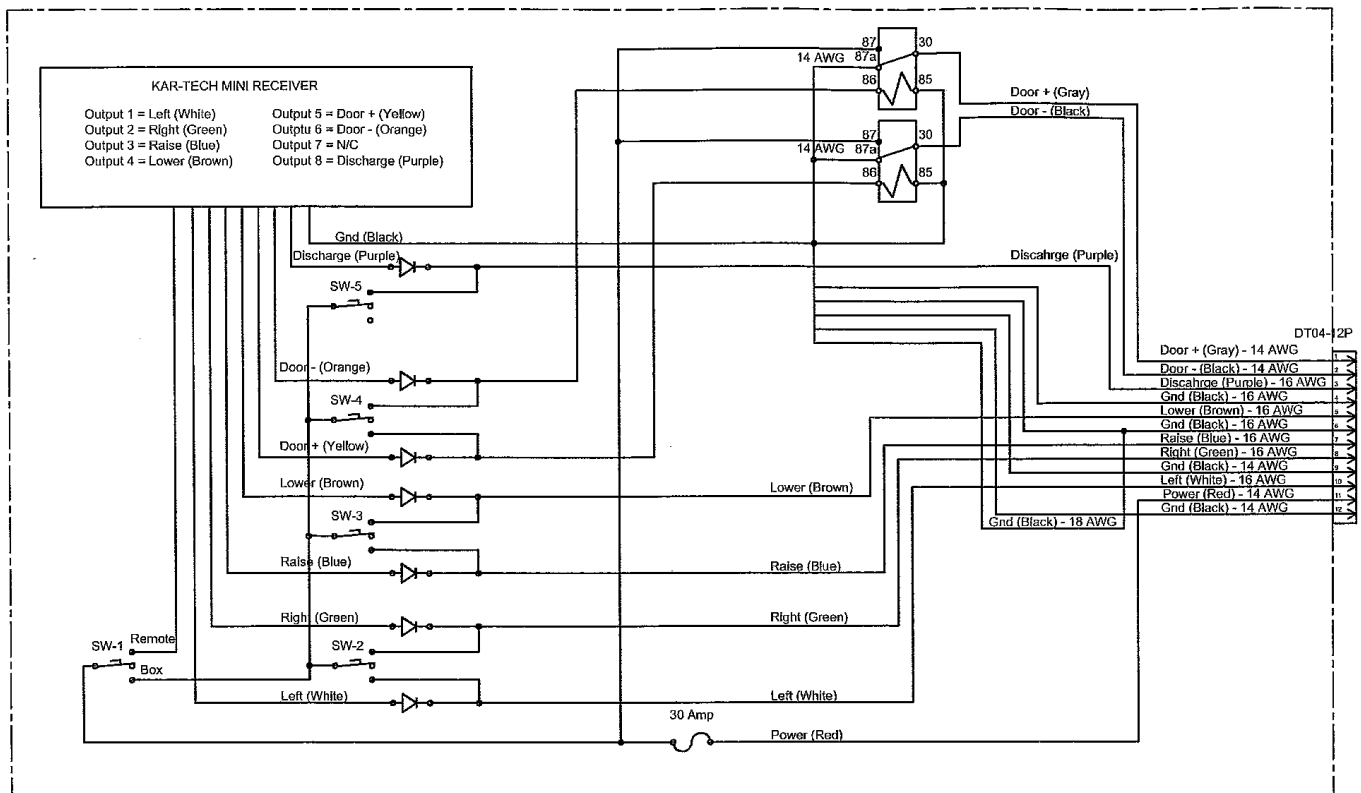 KAR-TECH MINI RECEIVER
Output 1 = Left (White)
Output 2 = Right (Green)
Output 3 = Raise (Blue)
Output 4 = Lower (Brown)
Output 5 = Door + (Yellow)
Outptu 6 = Door - (Orange)
Output 7 = N/C
Output 8 = Discharge (Purple)
87
30
14 AWG
87a
86
85
Door + (Gray)
Door - (Black)
87
30
14 AWG
87a
86
85
Gnd (Black)
Discharge (Purple)
Discahrge (Purple)
SW-5
DT04-12P
Door + (Gray) - 14 AWG
1
Door - (Black) - 14 AWG
2
Discahrge (Purple) - 16 AWG
3
Gnd (Black) - 16 AWG
4
Lower (Brown) - 16 AWG
5
Gnd (Black) - 16 AWG
6
Raise (Blue) - 16 AWG
7
Right (Green) - 16 AWG
8
Gnd (Black) - 14 AWG
9
Left (White) - 16 AWG
10
Power (Red) - 14 AWG
11
Gnd (Black) - 14 AWG
12
Gnd (Black) - 18 AWG
Door - (Orange)
SW-4
Door + (Yellow)
Lower (Brown)
Lower (Brown)
SW-3
Raise (Blue)
Raise (Blue)
Right (Green)
Right (Green)
SW-1
Remote
Box
SW-2
Left (White)
Left (White)
30 Amp
Power (Red)